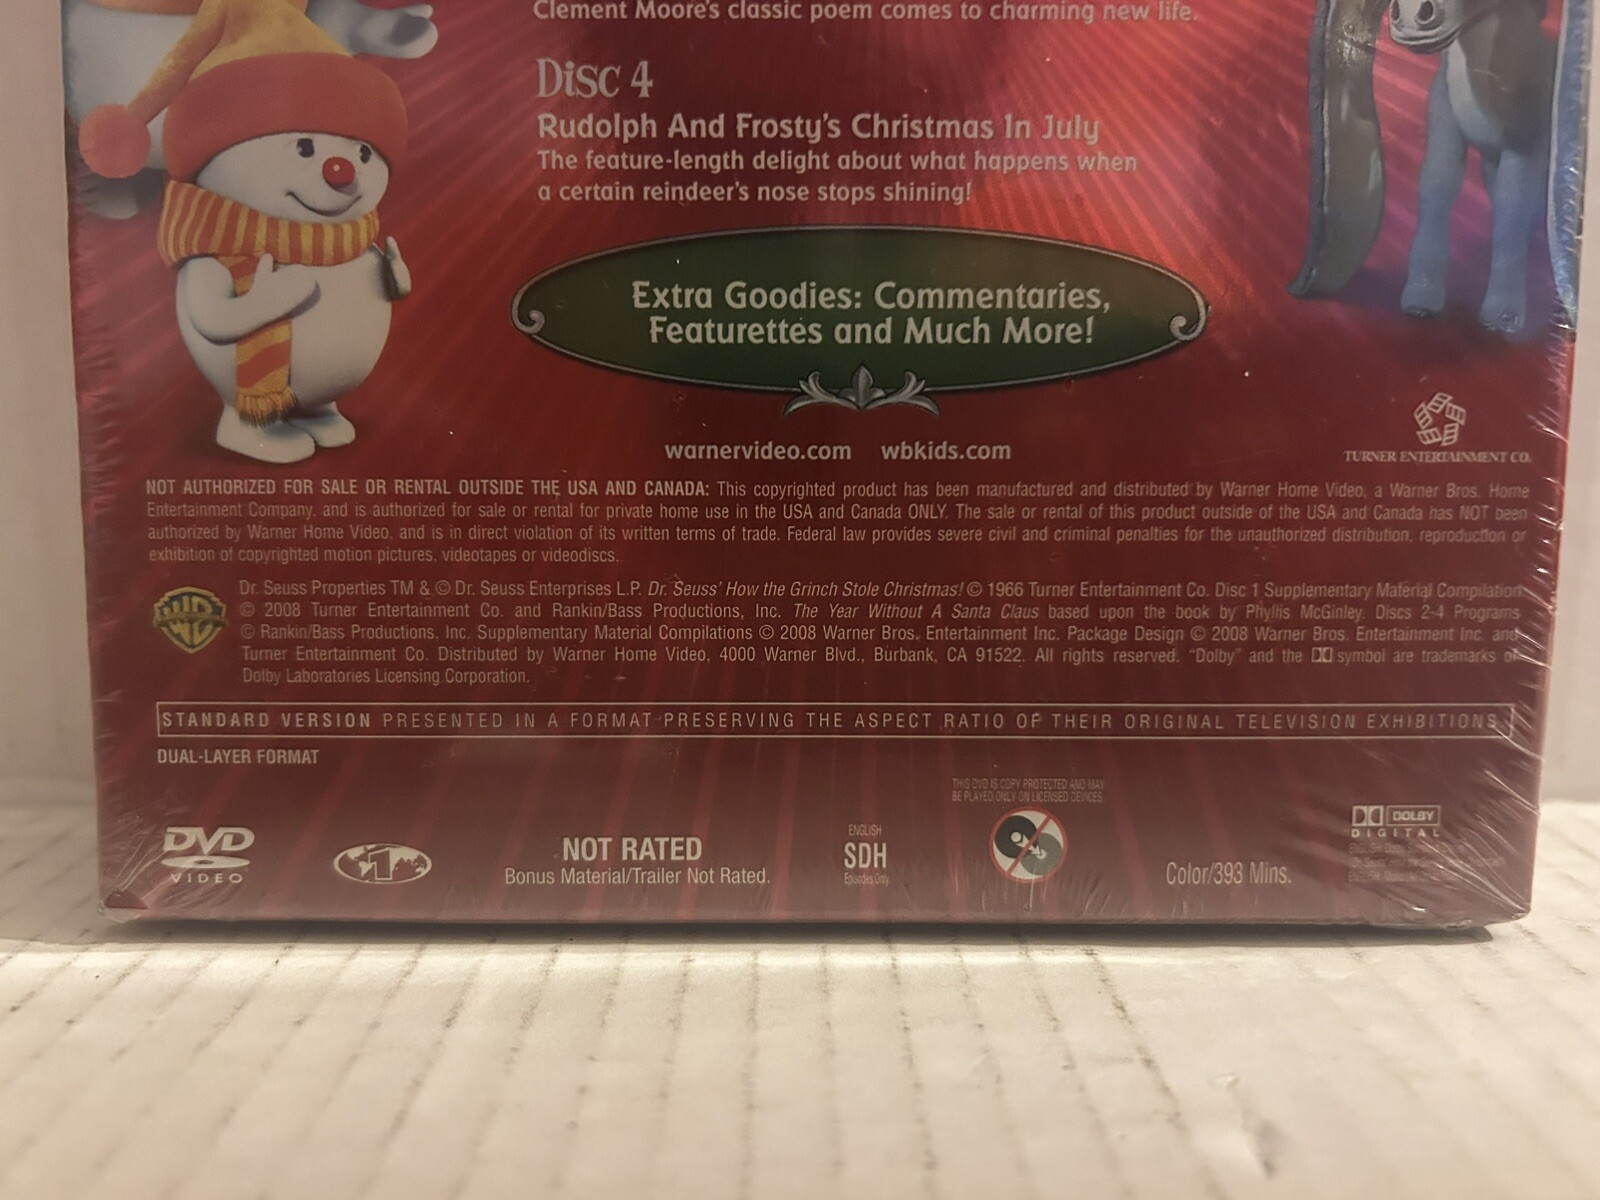 Clement Moore's classic poem comes to charming new life.
Disc 4
Rudolph And Frosty's Christmas In July
The feature-length delight about what happens when
a certain reindeer's nose stops shining!
Extra Goodies: Commentaries,
Featurettes and Much More!
warnervideo.com wbkids.com
TURNER ENTERTAINMENT CO.
NOT AUTHORIZED FOR SALE OR RENTAL OUTSIDE THE USA AND CANADA: This copyrighted product has been manufactured and distributed by Warner Home Video, a Warner Bros. Home
Entertainment Company, and is authorized for sale or rental for private home use in the USA and Canada ONLY. The sale or rental of this product outside of the USA and Canada has NOT been
authorized by Warner Home Video, and is in direct violation of its written terms of trade. Federal law provides severe civil and criminal penalties for the unauthorized distribution, reproduction or
exhibition of copyrighted motion pictures, videotapes or videodiscs.
Dr. Seuss Properties TM & © Dr. Seuss Enterprises L.P. Dr. Seuss' How the Grinch Stole Christmas! © 1966 Turner Entertainment Co. Disc 1 Supplementary Material Compilation
© 2008 Turner Entertainment Co. and Rankin/Bass Productions, Inc. The Year Without A Santa Claus based upon the book by Phyllis McGinley. Discs 2-4 Programs
© Rankin/Bass Productions, Inc. Supplementary Material Compilations © 2008 Warner Bros. Entertainment Inc. Package Design © 2008 Warner Bros. Entertainment Inc. and
Turner Entertainment Co. Distributed by Warner Home Video, 4000 Warner Blvd., Burbank, CA 91522. All rights reserved. "Dolby" and the DD symbol are trademarks of
Dolby Laboratories Licensing Corporation.
STANDARD VERSION PRESENTED IN A FORMAT PRESERVING THE ASPECT RATIO OF THEIR ORIGINAL TELEVISION EXHIBITIONS.
DUAL-LAYER FORMAT
THIS DVD IS COPY PROTECTED AND MAY
BE PLAYED ONLY ON LICENSED DEVICES.
DVD
VIDEO
1
NOT RATED
Bonus Material/Trailer Not Rated.
ENGLISH
SDH
Episodes Only
Color/393 Mins.
DOLBY
DIGITAL
WB